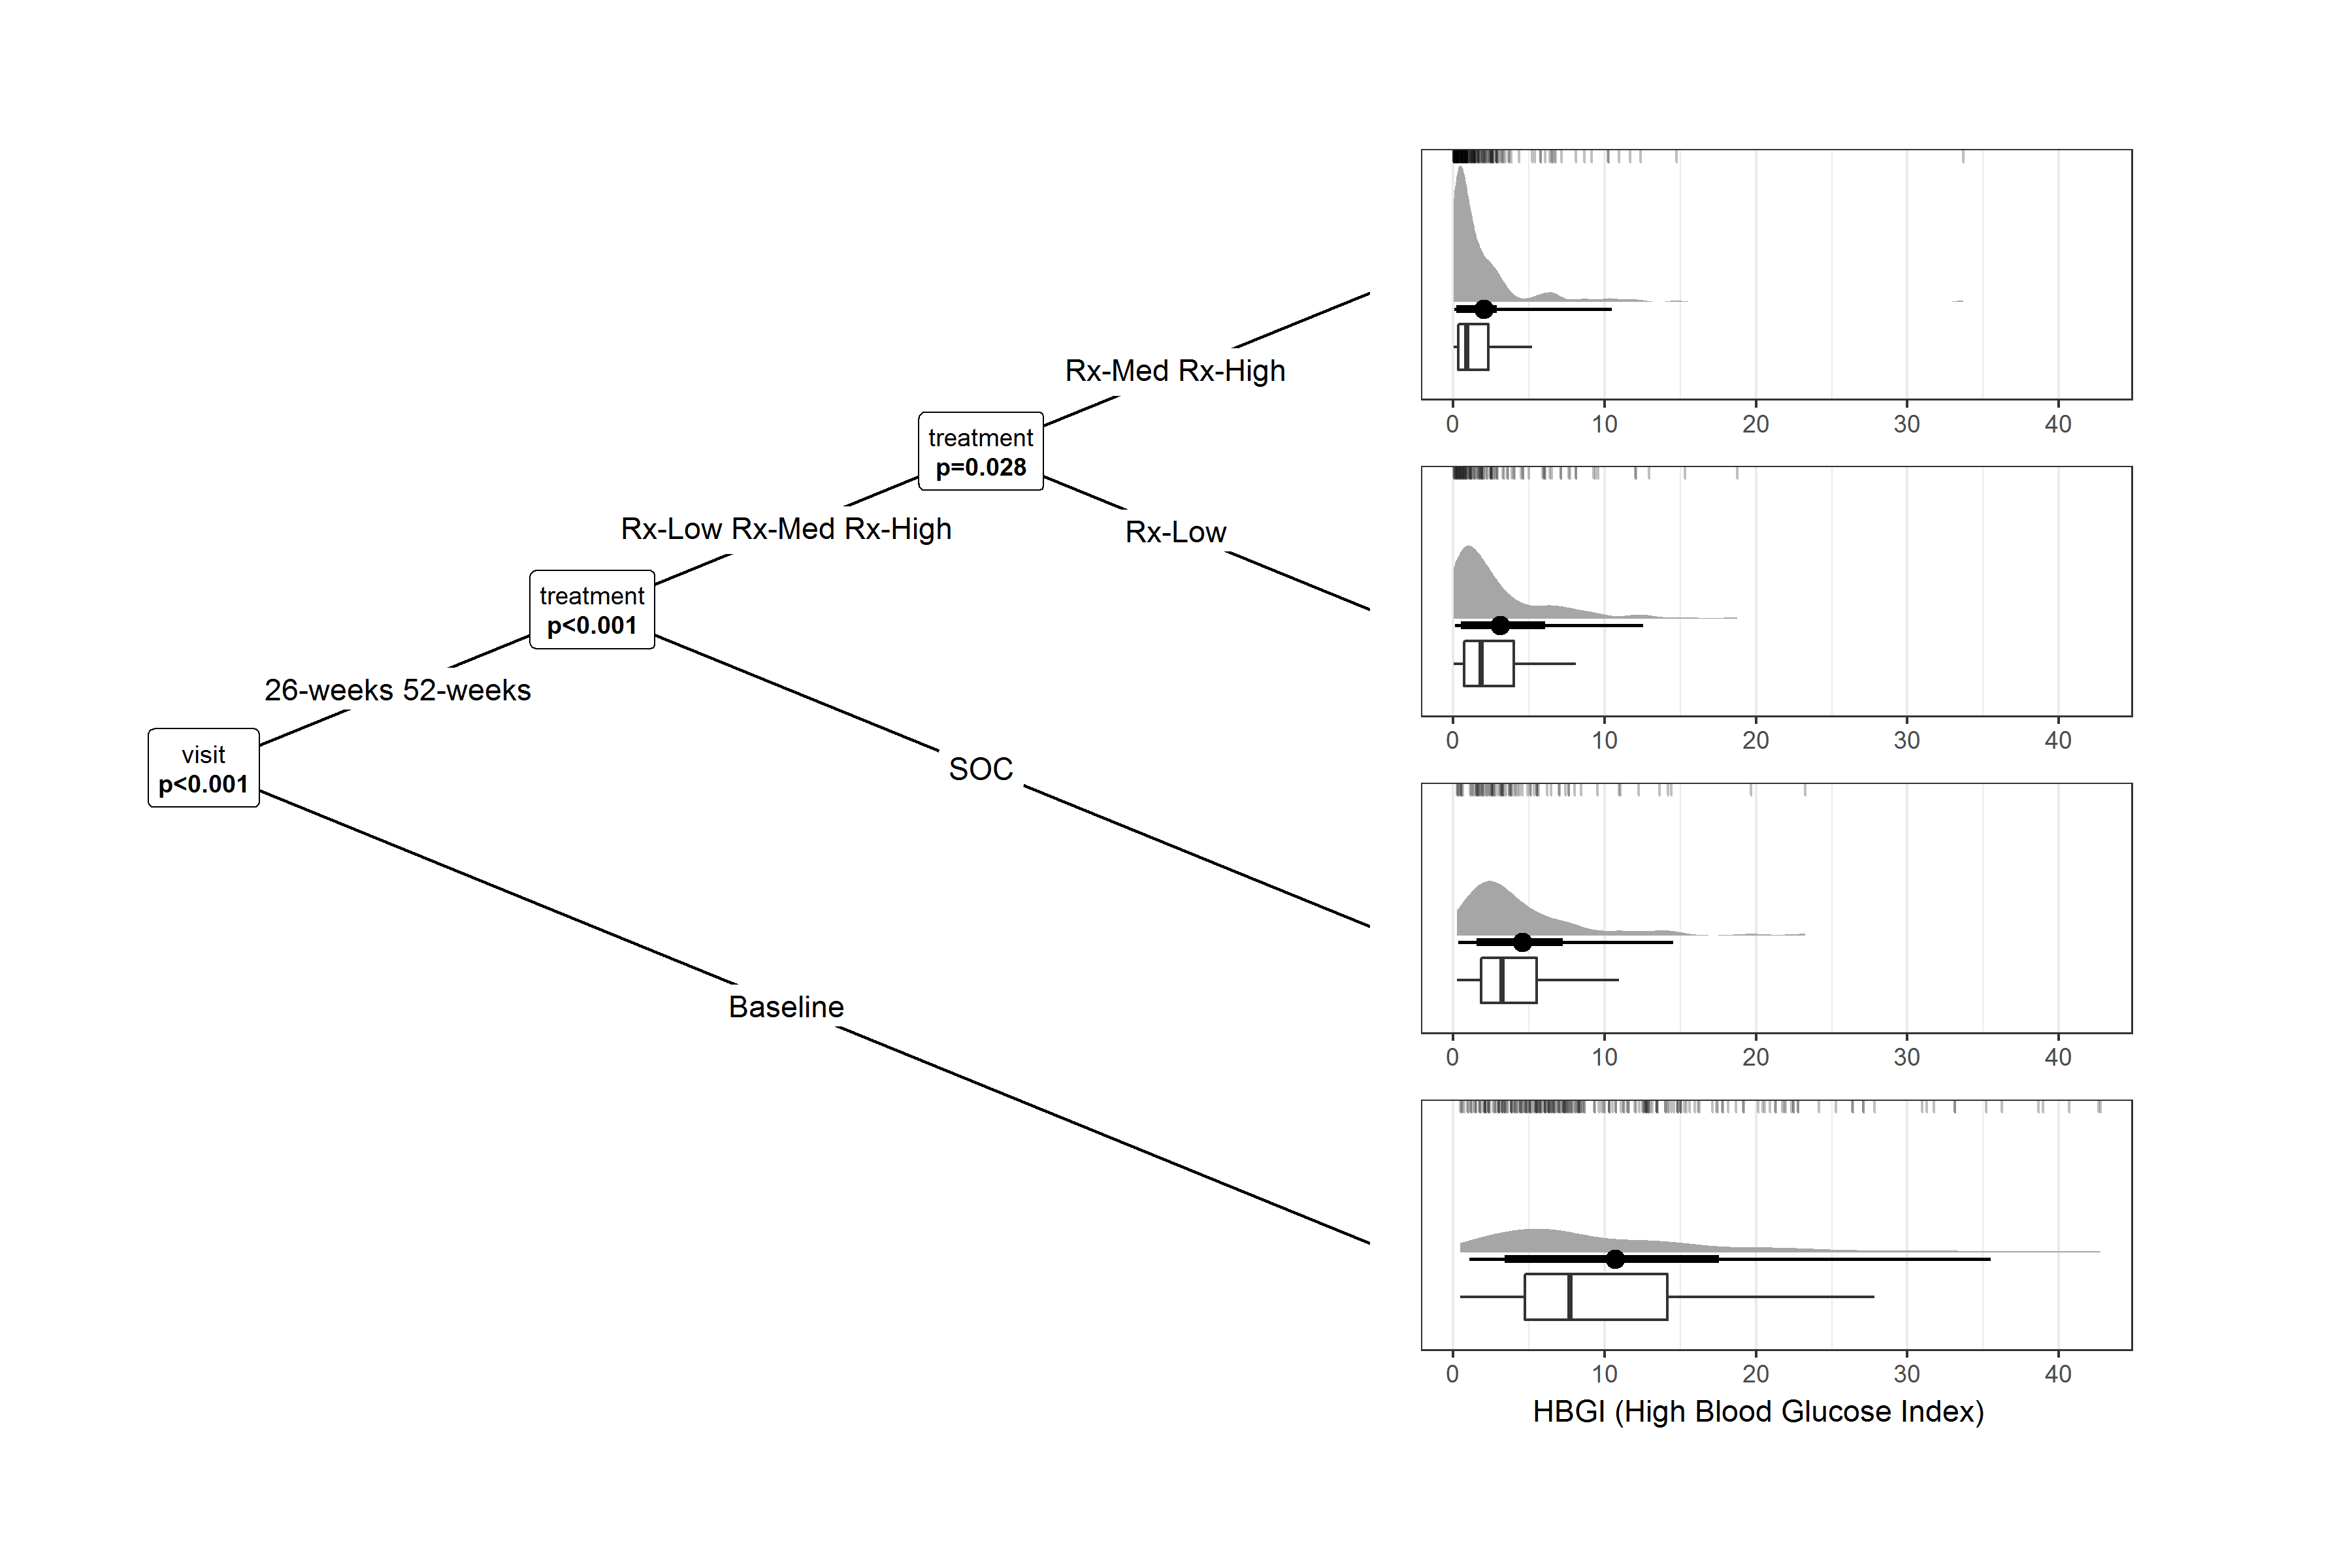 0 10 20 30 40
Rx-Med Rx-High
treatment
p=0.028
Rx-Low Rx-Med Rx-High
Rx-Low
treatment
p<0.001
0 10 20 30 40
26-weeks 52-weeks
visit
p<0.001
SOC
Baseline
0 10 20 30 40
0 10 20 30 40
HBGI (High Blood Glucose Index)